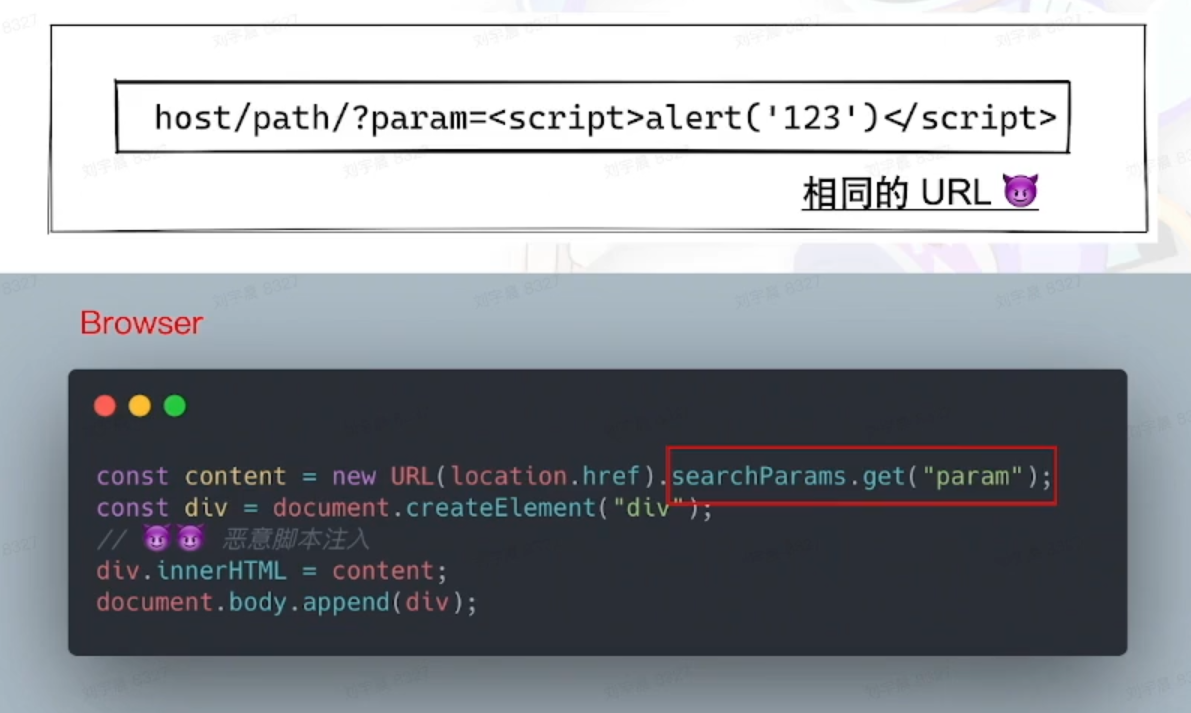 host/path/?param=<script>alert('123')</script>
相同的 URL 😈
Browser
const content = new URL(location.href).searchParams.get("param");
const div = document.createElement("div");
// 😈😈 恶意脚本注入
div.innerHTML = content;
document.body.append(div);